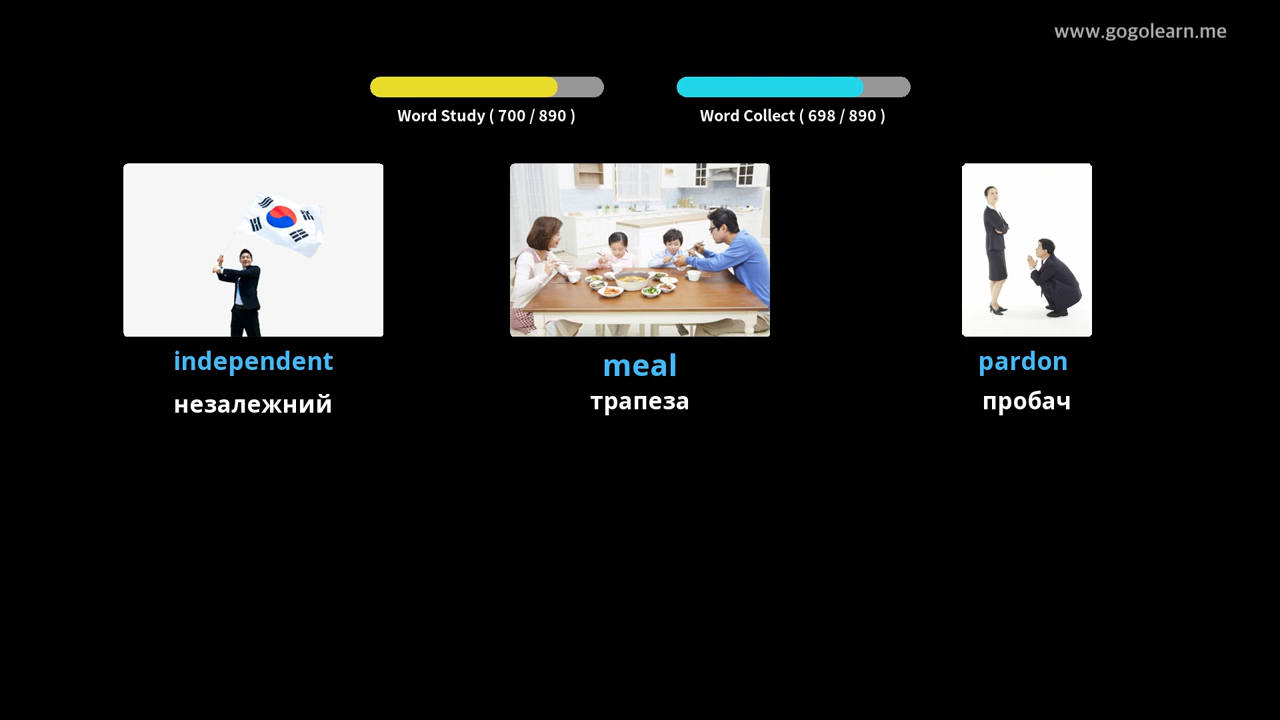 www.gogolearn.me
Word Study ( 700 / 890 )
Word Collect ( 698 / 890 )
independent
meal
pardon
незалежний
трапеза
пробач